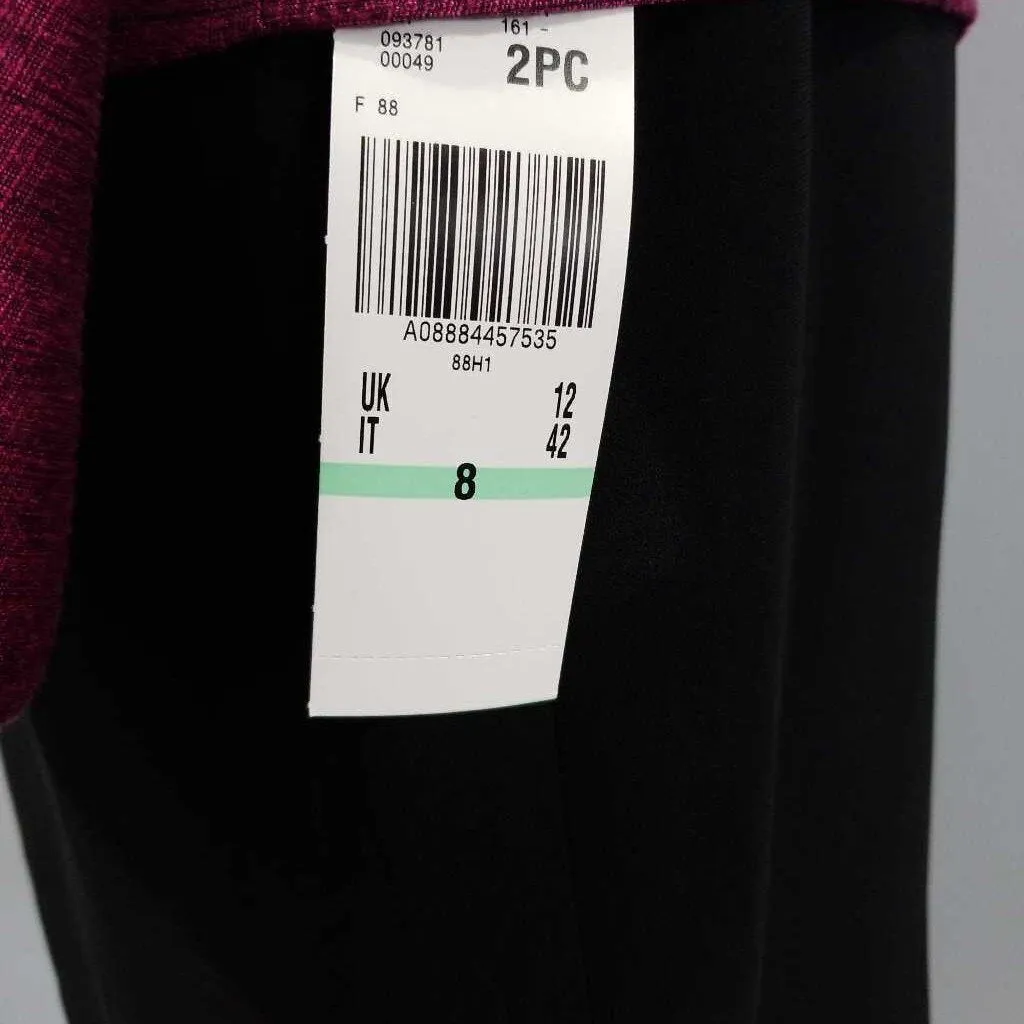 161 -
093781
00049
2PC
F 88
A08884457535
88H1
UK 12
IT 42
8